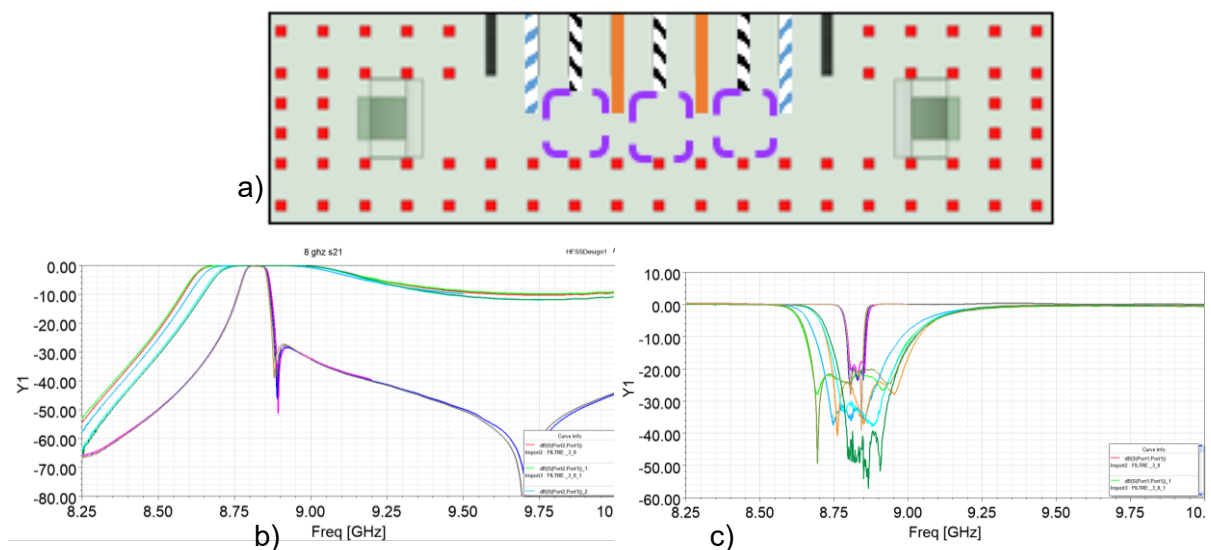 a)
8 ghz s21
HFSSDesign1
0.00
-10.00
-20.00
-30.00
-40.00
-50.00
-60.00
-70.00
-80.00
Y1
8.25
8.50
8.75
9.00
9.25
9.50
9.75
10.0
Freq [GHz]
Curve Info
dB(S(Port2,Port1))
Import2 : FILTRE_3_8
dB(S(Port2,Port1))_1
Import3 : FILTRE_3_8_1
dB(S(Port2,Port1))_2
b)
10.00
0.00
-10.00
-20.00
-30.00
-40.00
-50.00
-60.00
Y1
8.25
8.50
8.75
9.00
9.25
9.50
9.75
10.
Freq [GHz]
Curve Info
dB(S(Port1,Port1))
Import2 : FILTRE_3_8
dB(S(Port1,Port1))_1
Import3 : FILTRE_3_8_1
c)